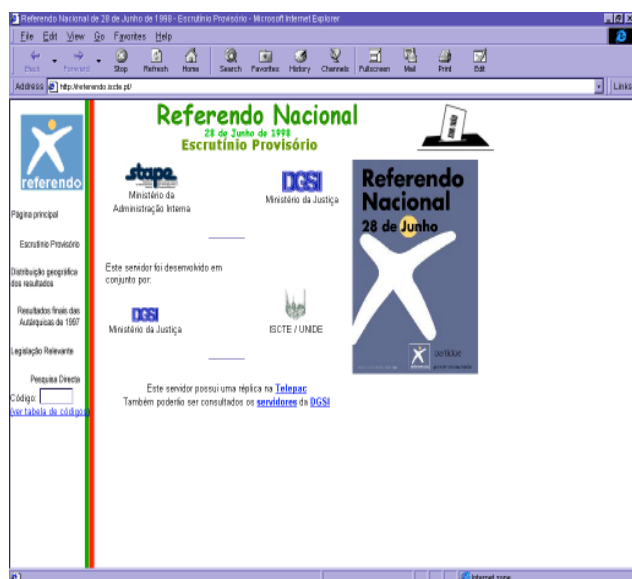 Referendo Nacional de 28 de Junho de 1998 - Escrutínio Provisório - Microsoft Internet Explorer
File Edit View Go Favorites Help
Back Forward Stop Refresh Home Search Favorites History Channels Fullscreen Mail Print Edit
Address http://referendo.iscte.pt/ Links
referendo
Página principal
Escrutínio Provisório
Distribuição geográfica
dos resultados
Resultados finais das
Autárquicas de 1997
Legislação Relevante
Pesquisa Directa
Código:
(ver tabela de códigos)
Referendo Nacional
28 de Junho de 1998
Escrutínio Provisório
stape
Ministério da
Administração Interna
DGSI
Ministério da Justiça
Este servidor foi desenvolvido em
conjunto por:
DGSI
Ministério da Justiça
ISCTE / UNIDE
Este servidor possui uma réplica na Telepac
Também poderão ser consultados os servidores da DGSI
Referendo
Nacional
28 de Junho
referendo
Internet zone